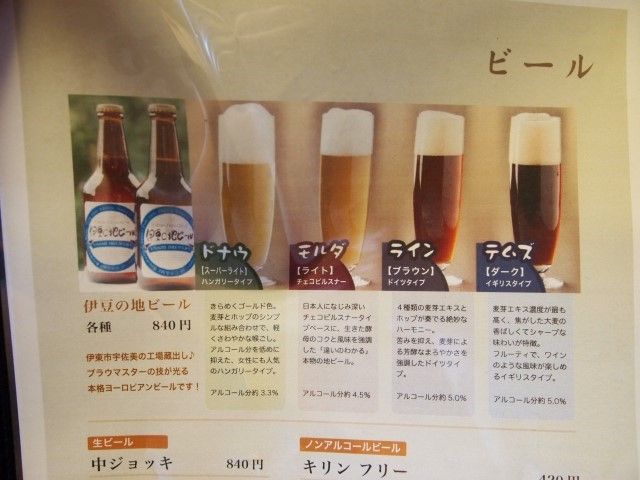 ビール
ドナウ
【スーパーライト】
ハンガリータイプ
モルダ
【ライト】
チェコピルスナー
ライン
【ブラウン】
ドイツタイプ
テムズ
【ダーク】
イギリスタイプ
伊豆の地ビール
各種 840円
伊東市宇佐美の工場蔵出し♪
ブラウマスターの技が光る
本格ヨーロピアンビールです！
きらめくゴールド色。
麦芽とホップのシンプ
ルな組み合わせで、軽
くさわやかな喉ごし。
アルコール分を低めに
抑えた、女性にも人気
のハンガリータイプ。
アルコール分約 3.3%
日本人になじみ深い
チェコピルスナータイ
プベースに、生きた酵
母のコクと風味を強調
した「違いのわかる」
本物の地ビール。
アルコール分約 4.5%
４種類の麦芽エキスと
ホップが奏でる絶妙な
ハーモニー。
苦みを抑え、麦芽によ
る芳醇なまろやかさを
強調したドイツタイ
プ。
アルコール分約 5.0%
麦芽エキス濃度が最も
高く、焦がした大麦の
香ばしくてシャープな
味わいが特徴。
フルーティで、ワイン
のような風味が楽しめ
るイギリスタイプ。
アルコール分約 5.0%
生ビール
中ジョッキ 840円
ノンアルコールビール
キリン フリー